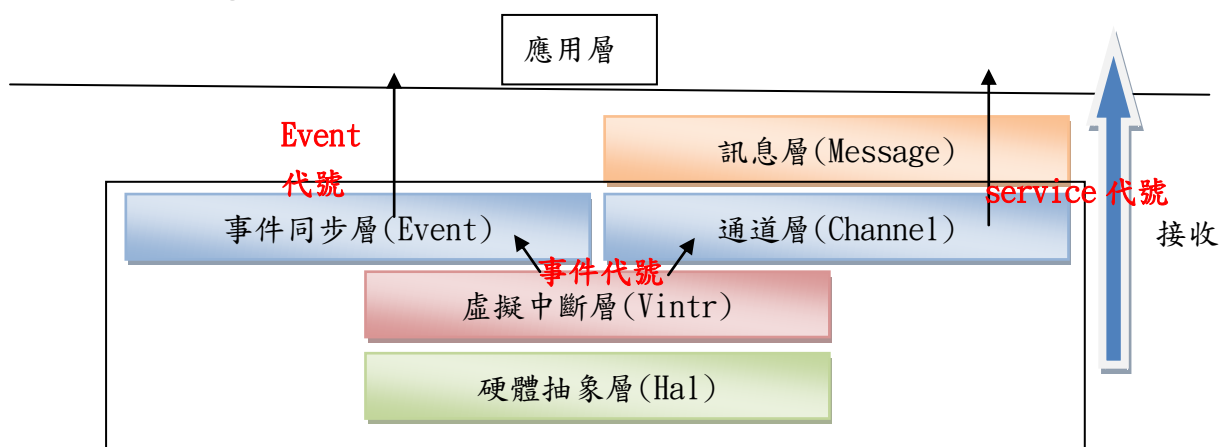 應用層
Event
代號
訊息層(Message)
service 代號
事件同步層(Event)
通道層(Channel)
接收
事件代號
虛擬中斷層(Vintr)
硬體抽象層(Hal)